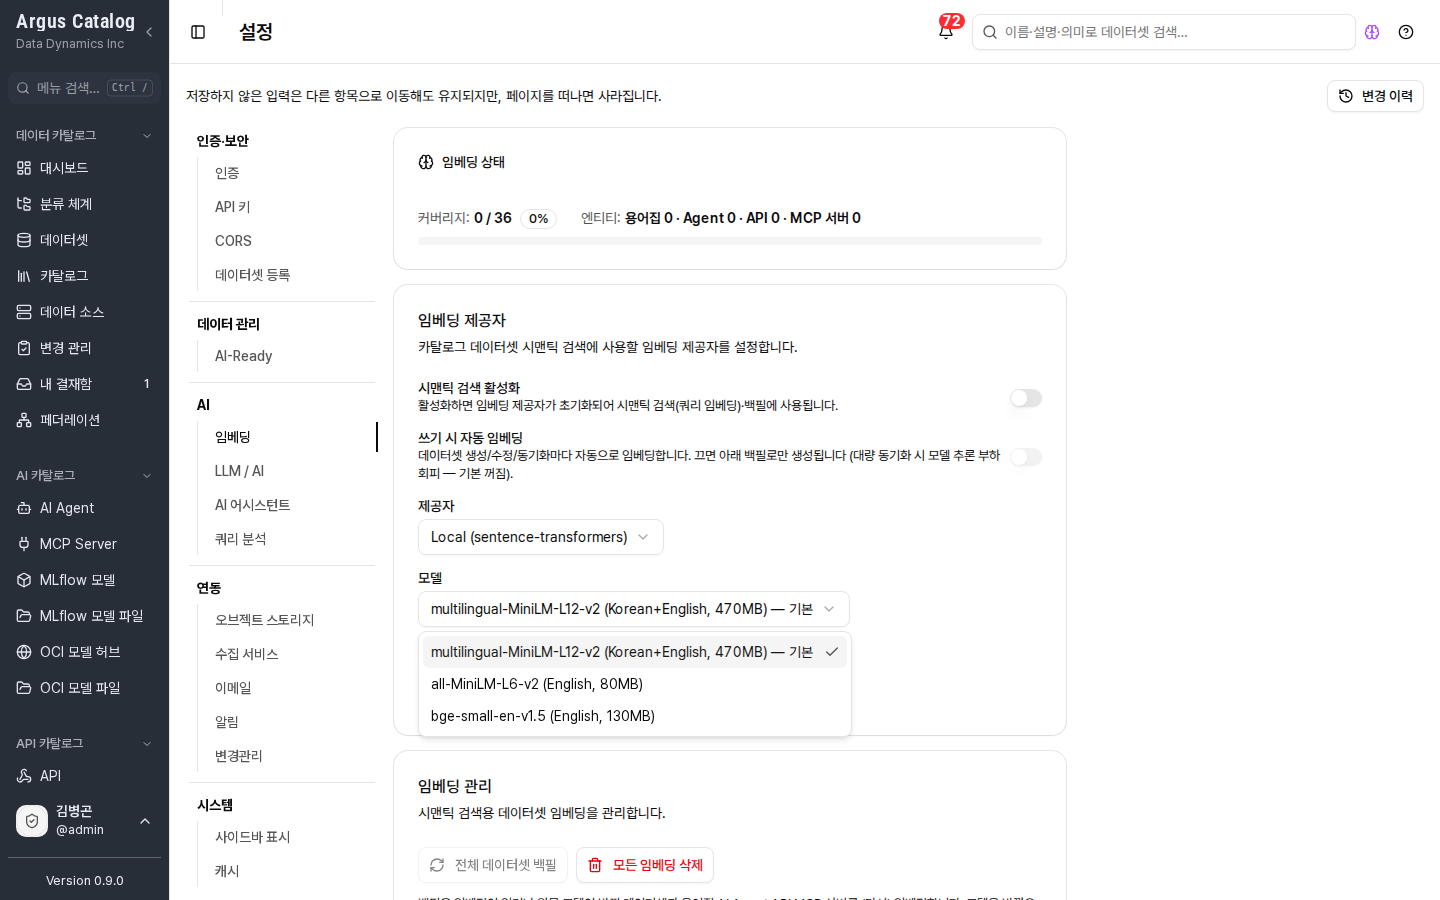 Argus Catalog
Data Dynamics Inc
메뉴 검색... Ctrl /
데이터 카탈로그
대시보드
분류 체계
데이터셋
카탈로그
데이터 소스
변경 관리
내 결재함 1
페더레이션
AI 카탈로그
AI Agent
MCP Server
MLflow 모델
MLflow 모델 파일
OCI 모델 허브
OCI 모델 파일
API 카탈로그
API
김병곤
@admin
Version 0.9.0
설정
72
이름·설명·의미로 데이터셋 검색...
저장하지 않은 입력은 다른 항목으로 이동해도 유지되지만, 페이지를 떠나면 사라집니다.
변경 이력
인증·보안
인증
API 키
CORS
데이터셋 등록
데이터 관리
AI-Ready
AI
임베딩
LLM / AI
AI 어시스턴트
쿼리 분석
연동
오브젝트 스토리지
수집 서비스
이메일
알림
변경관리
시스템
사이드바 표시
캐시
임베딩 상태
커버리지: 0 / 36 0% 엔티티: 용어집 0 · Agent 0 · API 0 · MCP 서버 0
임베딩 제공자
카탈로그 데이터셋 시맨틱 검색에 사용할 임베딩 제공자를 설정합니다.
시맨틱 검색 활성화
활성화하면 임베딩 제공자가 초기화되어 시맨틱 검색(쿼리 임베딩)·백필에 사용됩니다.
쓰기 시 자동 임베딩
데이터셋 생성/수정/동기화마다 자동으로 임베딩합니다. 끄면 아래 백필로만 생성됩니다 (대량 동기화 시 모델 추론 부하
회피 — 기본 꺼짐).
제공자
Local (sentence-transformers)
모델
multilingual-MiniLM-L12-v2 (Korean+English, 470MB) — 기본
multilingual-MiniLM-L12-v2 (Korean+English, 470MB) — 기본
all-MiniLM-L6-v2 (English, 80MB)
bge-small-en-v1.5 (English, 130MB)
임베딩 관리
시맨틱 검색용 데이터셋 임베딩을 관리합니다.
전체 데이터셋 백필
모든 임베딩 삭제